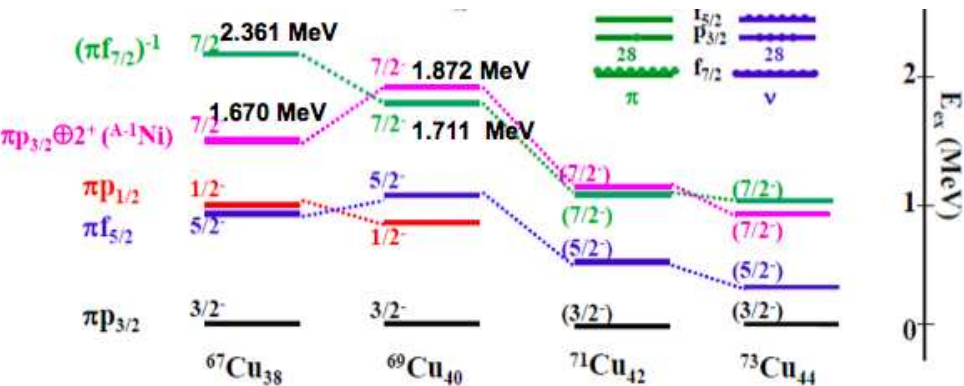 f5/2
p3/2
28 28
f7/2
π ν
(πf7/2)-1
7/2- 2.361 MeV
7/2- 1.872 MeV
7/2- 1.711 MeV
πp3/2⊕2+ (A-1Ni)
7/2- 1.670 MeV
(7/2-)
(7/2-)
(7/2-)
(7/2-)
πp1/2
1/2-
1/2-
πf5/2
5/2-
5/2-
(5/2-)
(5/2-)
πp3/2
3/2-
3/2-
(3/2-)
(3/2-)
67Cu38 69Cu40 71Cu42 73Cu44
2
1
0
Eex (MeV)